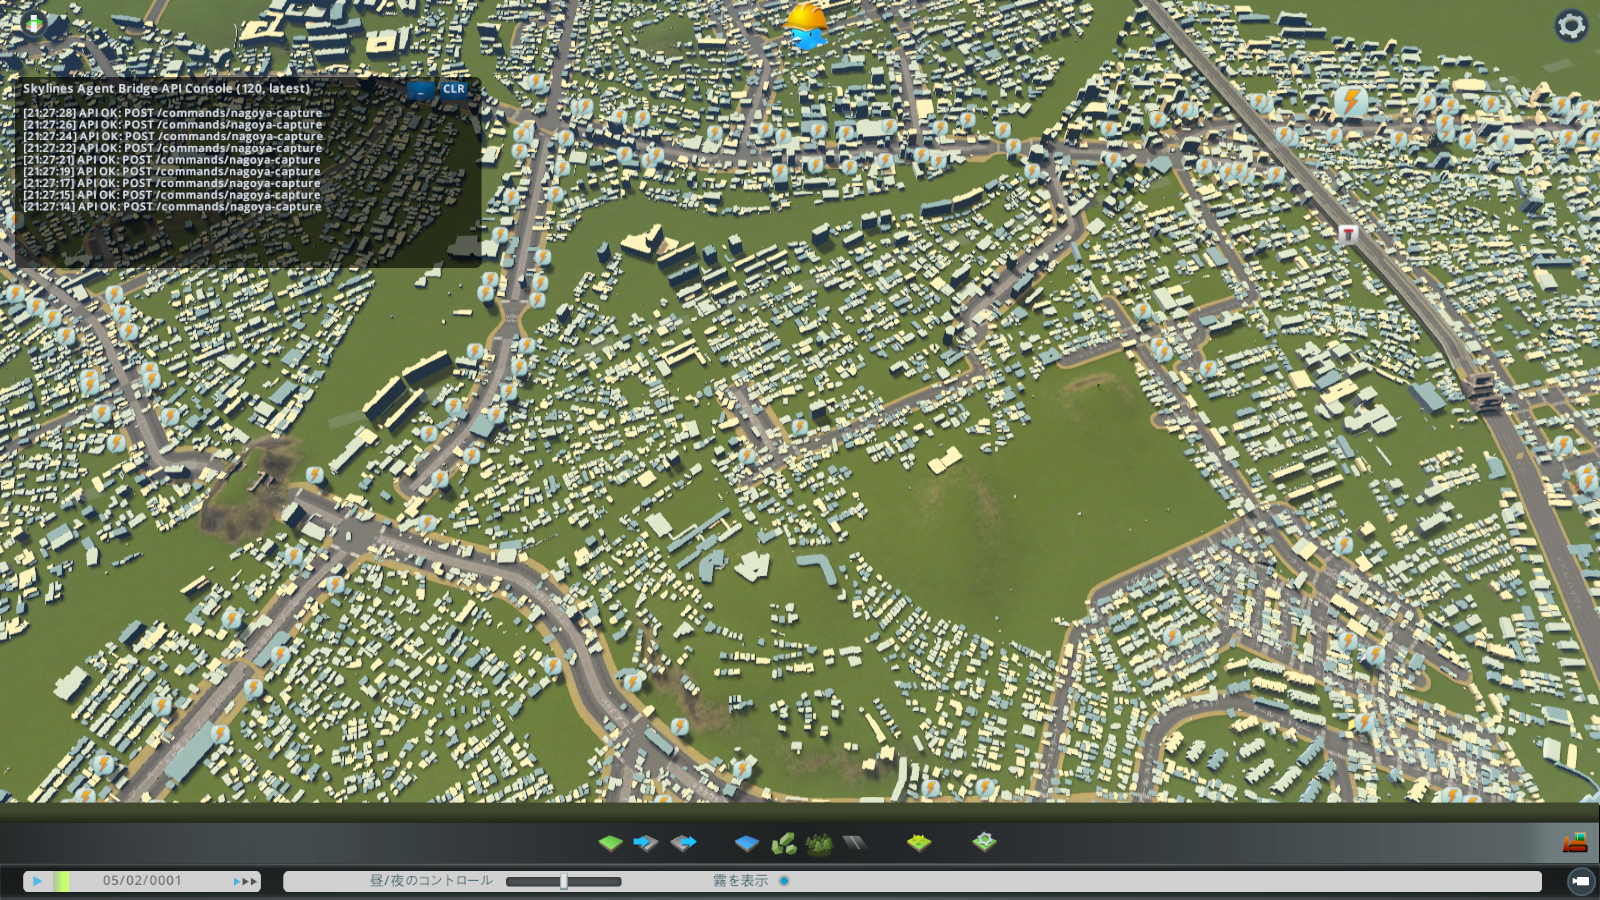 Skylines Agent Bridge API Console (120, latest)
_
CLR
[21:27:28] API OK: POST /commands/nagoya-capture
[21:27:26] API OK: POST /commands/nagoya-capture
[21:27:24] API OK: POST /commands/nagoya-capture
[21:27:22] API OK: POST /commands/nagoya-capture
[21:27:21] API OK: POST /commands/nagoya-capture
[21:27:19] API OK: POST /commands/nagoya-capture
[21:27:17] API OK: POST /commands/nagoya-capture
[21:27:15] API OK: POST /commands/nagoya-capture
[21:27:14] API OK: POST /commands/nagoya-capture
T
05/02/0001
昼/夜のコントロール
霧を表示